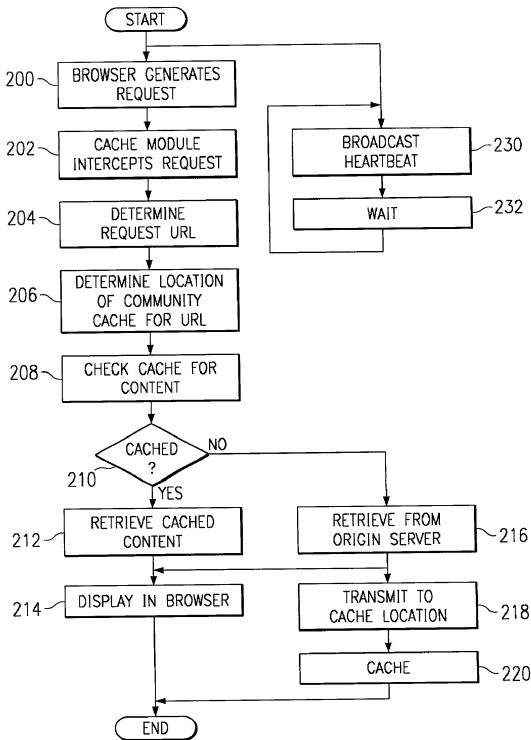 START
200
BROWSER GENERATES
REQUEST
202
CACHE MODULE
INTERCEPTS REQUEST
BROADCAST
HEARTBEAT
230
204
DETERMINE
REQUEST URL
WAIT
232
206
DETERMINE LOCATION
OF COMMUNITY
CACHE FOR URL
208
CHECK CACHE FOR
CONTENT
210
CACHED
?
NO
YES
212
RETRIEVE CACHED
CONTENT
RETRIEVE FROM
ORIGIN SERVER
216
214
DISPLAY IN BROWSER
TRANSMIT TO
CACHE LOCATION
218
CACHE
220
END